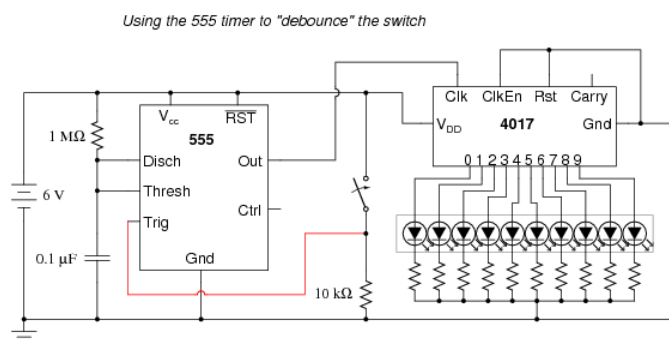 Using the 555 timer to "debounce" the switch
Clk ClkEn Rst Carry
Vcc RST
VDD 4017 Gnd
1 MΩ 555
Disch Out
0 1 2 3 4 5 6 7 8 9
6 V Thresh
Ctrl
Trig
0.1 µF Gnd
10 kΩ